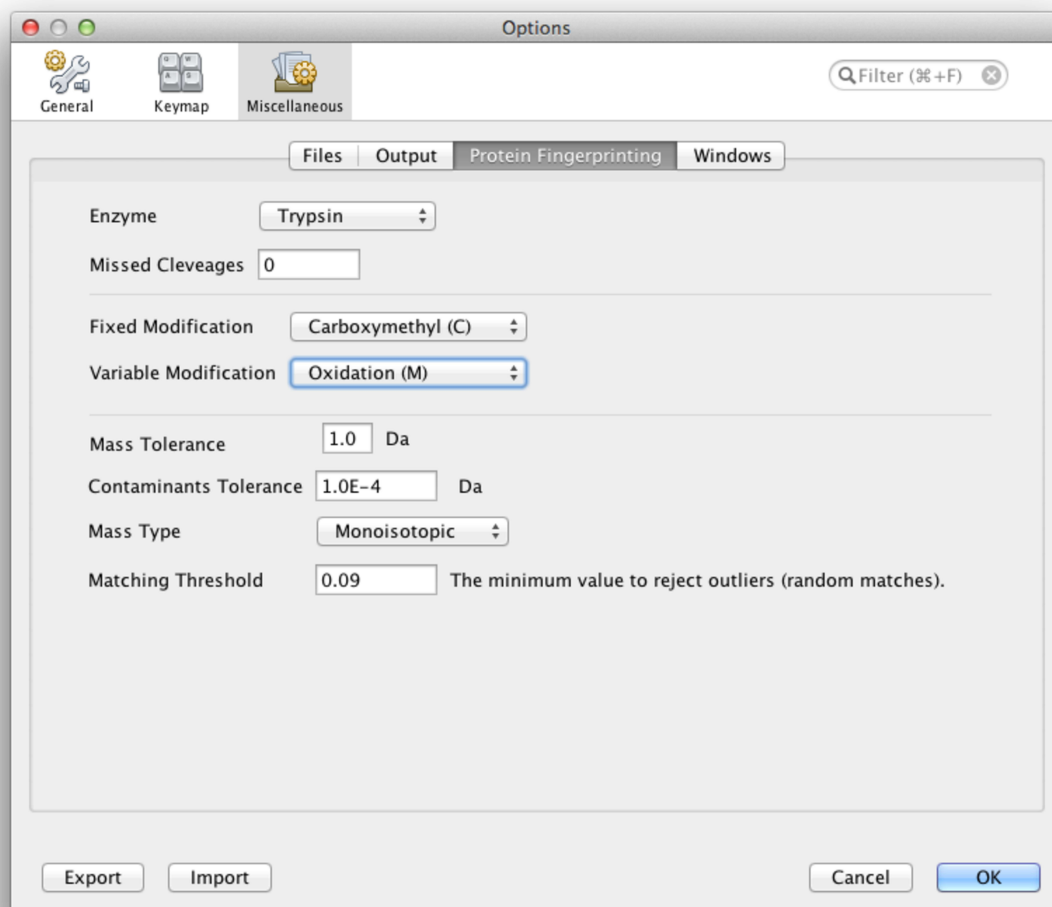 Options
General Keymap Miscellaneous Filter (⌘+F)
Files Output Protein Fingerprinting Windows
Enzyme Trypsin
Missed Cleveages 0
Fixed Modification Carboxymethyl (C)
Variable Modification Oxidation (M)
Mass Tolerance 1.0 Da
Contaminants Tolerance 1.0E-4 Da
Mass Type Monoisotopic
Matching Threshold 0.09 The minimum value to reject outliers (random matches).
Export Import Cancel OK